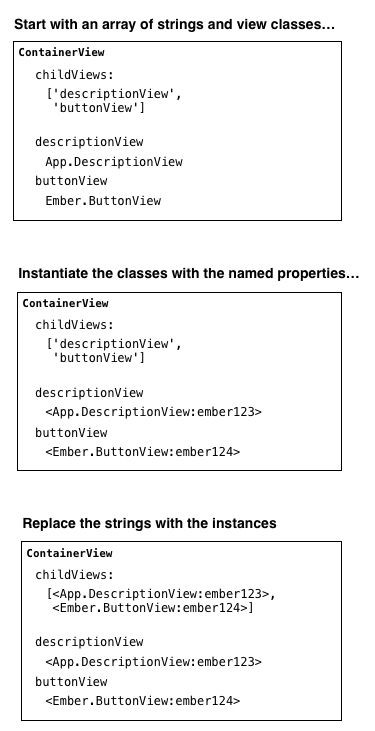 Start with an array of strings and view classes…
ContainerView
childViews:
['descriptionView',
'buttonView']
descriptionView
App.DescriptionView
buttonView
Ember.ButtonView
Instantiate the classes with the named properties…
ContainerView
childViews:
['descriptionView',
'buttonView']
descriptionView
<App.DescriptionView:ember123>
buttonView
<Ember.ButtonView:ember124>
Replace the strings with the instances
ContainerView
childViews:
[<App.DescriptionView:ember123>,
<Ember.ButtonView:ember124>]
descriptionView
<App.DescriptionView:ember123>
buttonView
<Ember.ButtonView:ember124>